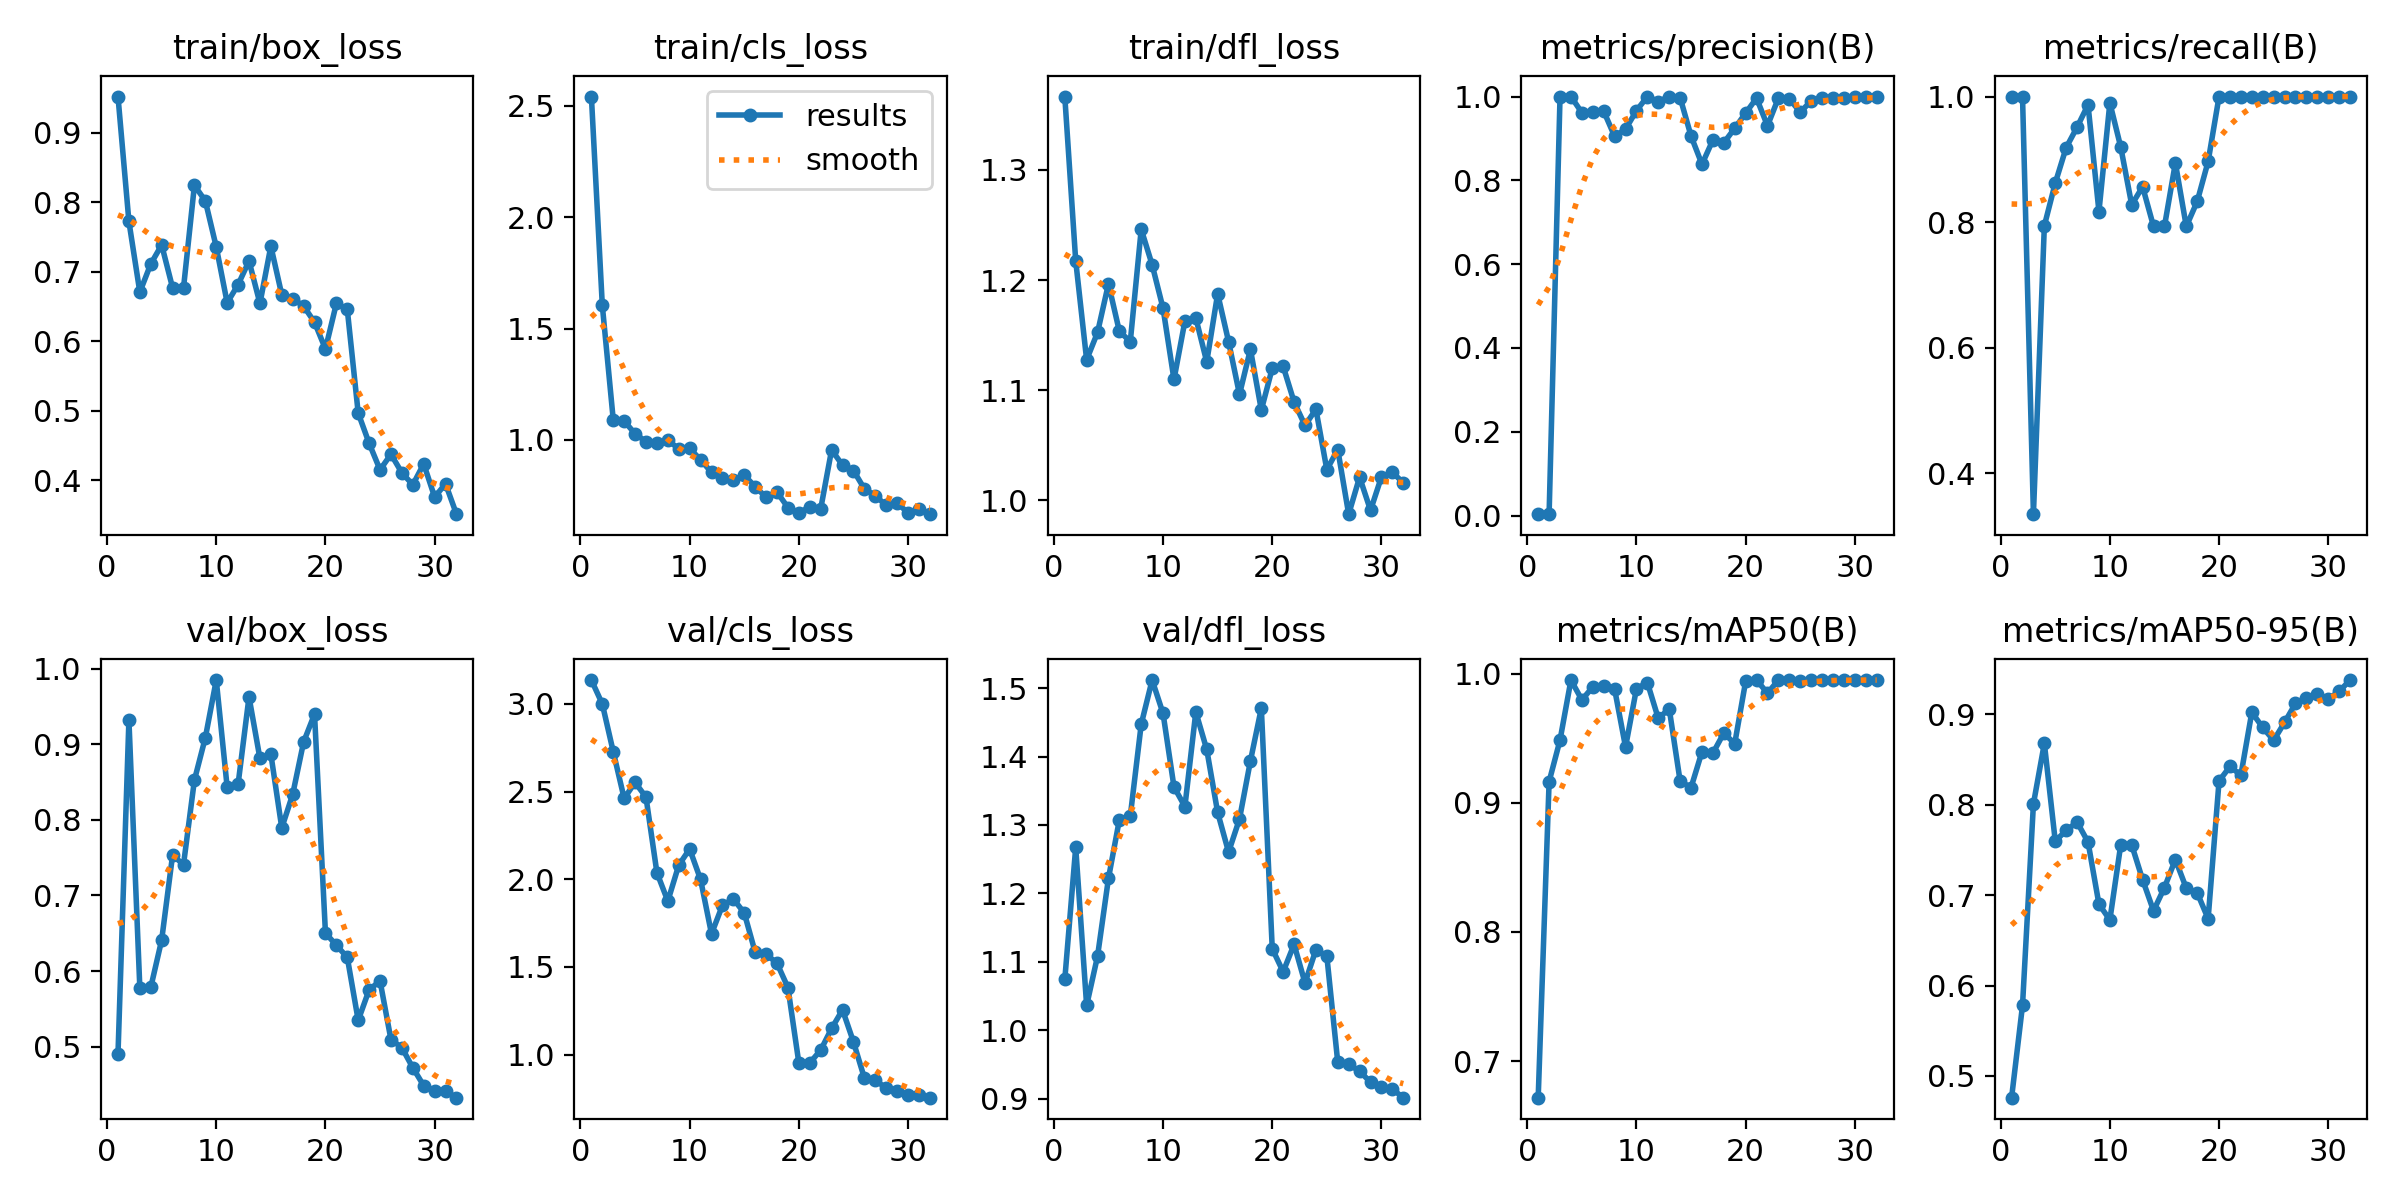 train/box_loss
train/cls_loss
train/dfl_loss
metrics/precision(B)
metrics/recall(B)
results
smooth
0.9
0.8
0.7
0.6
0.5
0.4
0 10 20 30
2.5
2.0
1.5
1.0
0 10 20 30
1.3
1.2
1.1
1.0
0 10 20 30
1.0
0.8
0.6
0.4
0.2
0.0
0 10 20 30
1.0
0.8
0.6
0.4
0 10 20 30
val/box_loss
val/cls_loss
val/dfl_loss
metrics/mAP50(B)
metrics/mAP50-95(B)
1.0
0.9
0.8
0.7
0.6
0.5
0 10 20 30
3.0
2.5
2.0
1.5
1.0
0 10 20 30
1.5
1.4
1.3
1.2
1.1
1.0
0.9
0 10 20 30
1.0
0.9
0.8
0.7
0 10 20 30
0.9
0.8
0.7
0.6
0.5
0 10 20 30